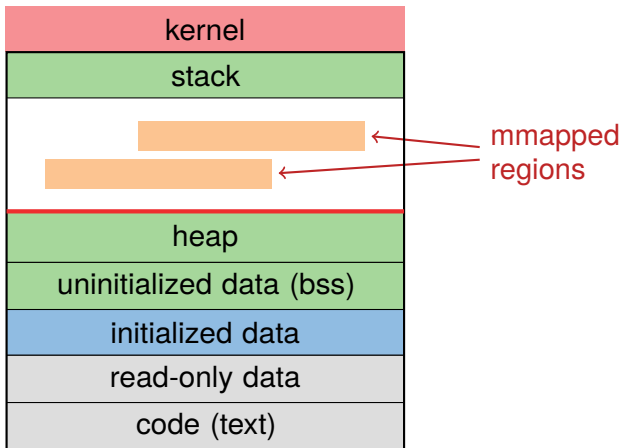 kernel
stack
mmapped
regions
heap
uninitialized data (bss)
initialized data
read-only data
code (text)